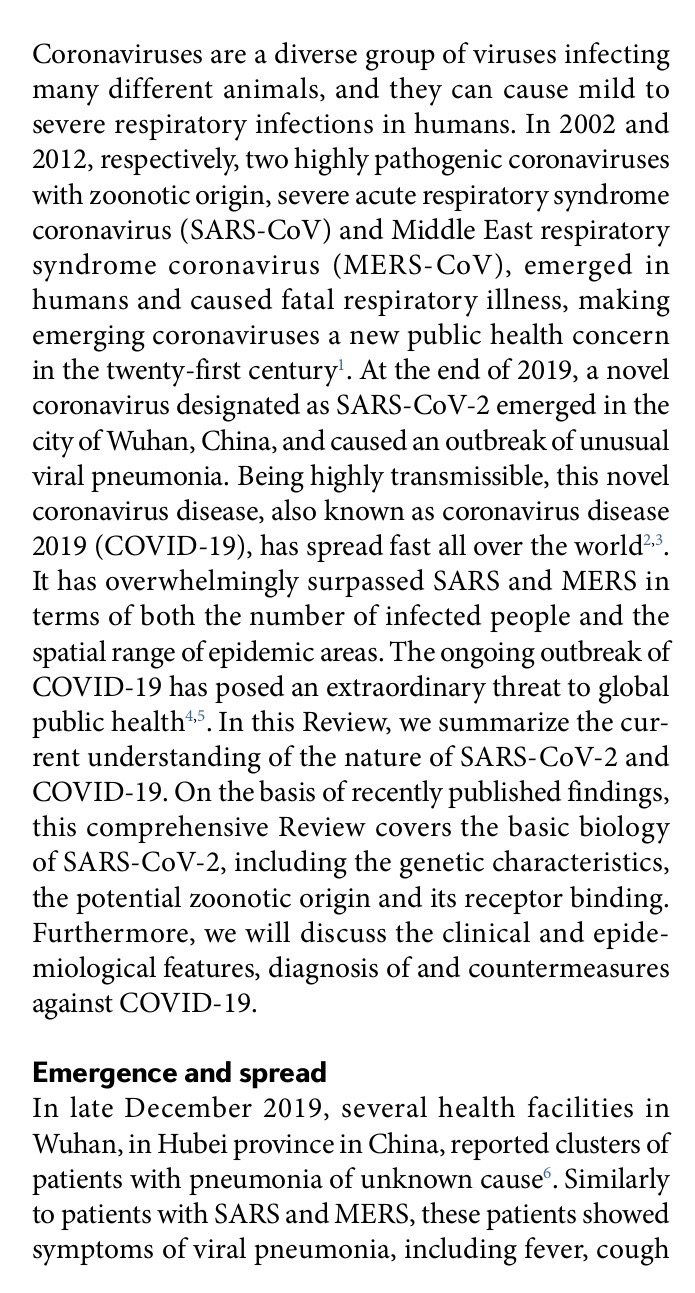 Coronaviruses are a diverse group of viruses infecting
many different animals, and they can cause mild to
severe respiratory infections in humans. In 2002 and
2012, respectively, two highly pathogenic coronaviruses
with zoonotic origin, severe acute respiratory syndrome
coronavirus (SARS-CoV) and Middle East respiratory
syndrome coronavirus (MERS-CoV), emerged in
humans and caused fatal respiratory illness, making
emerging coronaviruses a new public health concern
in the twenty-first century1. At the end of 2019, a novel
coronavirus designated as SARS-CoV-2 emerged in the
city of Wuhan, China, and caused an outbreak of unusual
viral pneumonia. Being highly transmissible, this novel
coronavirus disease, also known as coronavirus disease
2019 (COVID-19), has spread fast all over the world2,3.
It has overwhelmingly surpassed SARS and MERS in
terms of both the number of infected people and the
spatial range of epidemic areas. The ongoing outbreak of
COVID-19 has posed an extraordinary threat to global
public health4,5. In this Review, we summarize the cur-
rent understanding of the nature of SARS-CoV-2 and
COVID-19. On the basis of recently published findings,
this comprehensive Review covers the basic biology
of SARS-CoV-2, including the genetic characteristics,
the potential zoonotic origin and its receptor binding.
Furthermore, we will discuss the clinical and epide-
miological features, diagnosis of and countermeasures
against COVID-19.
Emergence and spread
In late December 2019, several health facilities in
Wuhan, in Hubei province in China, reported clusters of
patients with pneumonia of unknown cause6. Similarly
to patients with SARS and MERS, these patients showed
symptoms of viral pneumonia, including fever, cough